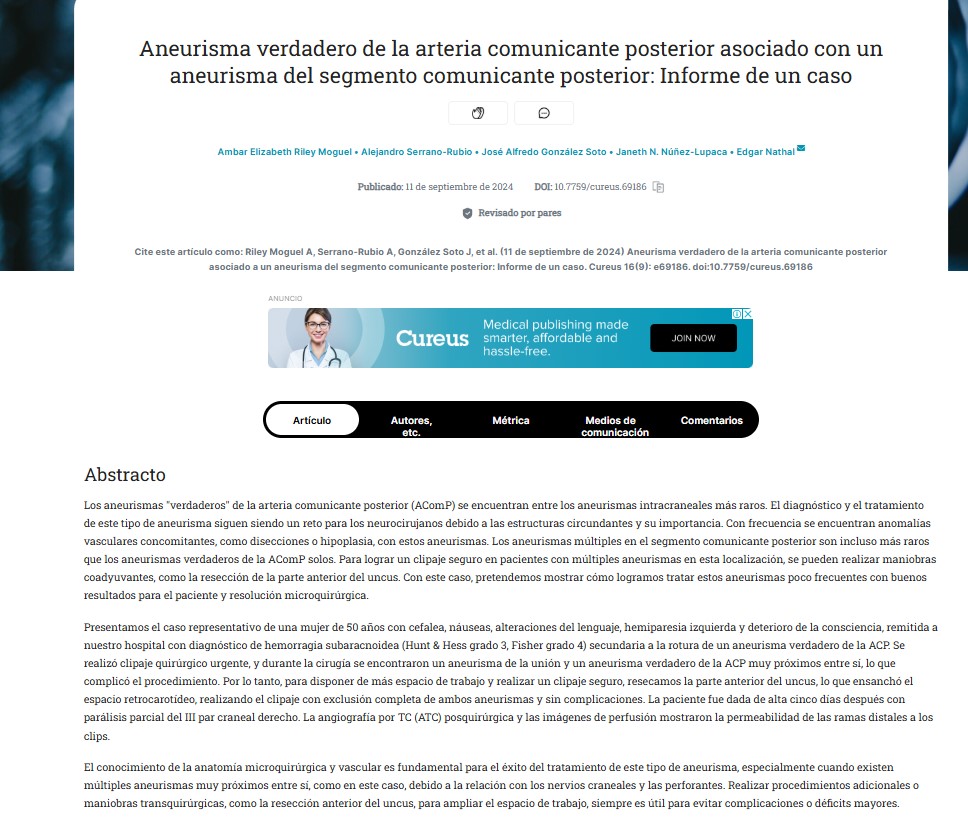 Aneurisma verdadero de la arteria comunicante posterior asociado con un
aneurisma del segmento comunicante posterior: Informe de un caso
Ambar Elizabeth Riley Moguel • Alejandro Serrano-Rubio • José Alfredo González Soto • Janeth N. Núñez-Lupaca • Edgar Nathal
Publicado: 11 de septiembre de 2024 DOI: 10.7759/cureus.69186
Revisado por pares
Cite este artículo como: Riley Moguel A, Serrano-Rubio A, González Soto J, et al. (11 de septiembre de 2024) Aneurisma verdadero de la arteria comunicante posterior
asociado a un aneurisma del segmento comunicante posterior: Informe de un caso. Cureus 16(9): e69186. doi:10.7759/cureus.69186
ANUNCIO
Cureus
Medical publishing made
smarter, affordable and
hassle-free.
JOIN NOW
Artículo
Autores,
etc.
Métrica
Medios de
comunicación
Comentarios
Abstracto
Los aneurismas "verdaderos" de la arteria comunicante posterior (AComP) se encuentran entre los aneurismas intracraneales más raros. El diagnóstico y el tratamiento
de este tipo de aneurisma siguen siendo un reto para los neurocirujanos debido a las estructuras circundantes y su importancia. Con frecuencia se encuentran anomalías
vasculares concomitantes, como disecciones o hipoplasia, con estos aneurismas. Los aneurismas múltiples en el segmento comunicante posterior son incluso más raros
que los aneurismas verdaderos de la AComP solos. Para lograr un clipaje seguro en pacientes con múltiples aneurismas en esta localización, se pueden realizar maniobras
coadyuvantes, como la resección de la parte anterior del uncus. Con este caso, pretendemos mostrar cómo logramos tratar estos aneurismas poco frecuentes con buenos
resultados para el paciente y resolución microquirúrgica.
Presentamos el caso representativo de una mujer de 50 años con cefalea, náuseas, alteraciones del lenguaje, hemiparesia izquierda y deterioro de la consciencia, remitida a
nuestro hospital con diagnóstico de hemorragia subaracnoidea (Hunt & Hess grado 3, Fisher grado 4) secundaria a la rotura de un aneurisma verdadero de la ACP. Se
realizó clipaje quirúrgico urgente, y durante la cirugía se encontraron un aneurisma de la unión y un aneurisma verdadero de la ACP muy próximos entre sí, lo que
complicó el procedimiento. Por lo tanto, para disponer de más espacio de trabajo y realizar un clipaje seguro, resecamos la parte anterior del uncus, lo que ensanchó el
espacio retrocarotídeo, realizando el clipaje con exclusión completa de ambos aneurismas y sin complicaciones. La paciente fue dada de alta cinco días después con
parálisis parcial del III par craneal derecho. La angiografía por TC (ATC) posquirúrgica y las imágenes de perfusión mostraron la permeabilidad de las ramas distales a los
clips.
El conocimiento de la anatomía microquirúrgica y vascular es fundamental para el éxito del tratamiento de este tipo de aneurisma, especialmente cuando existen
múltiples aneurismas muy próximos entre sí, como en este caso, debido a la relación con los nervios craneales y las perforantes. Realizar procedimientos adicionales o
maniobras transquirúrgicas, como la resección anterior del uncus, para ampliar el espacio de trabajo, siempre es útil para evitar complicaciones o déficits mayores.